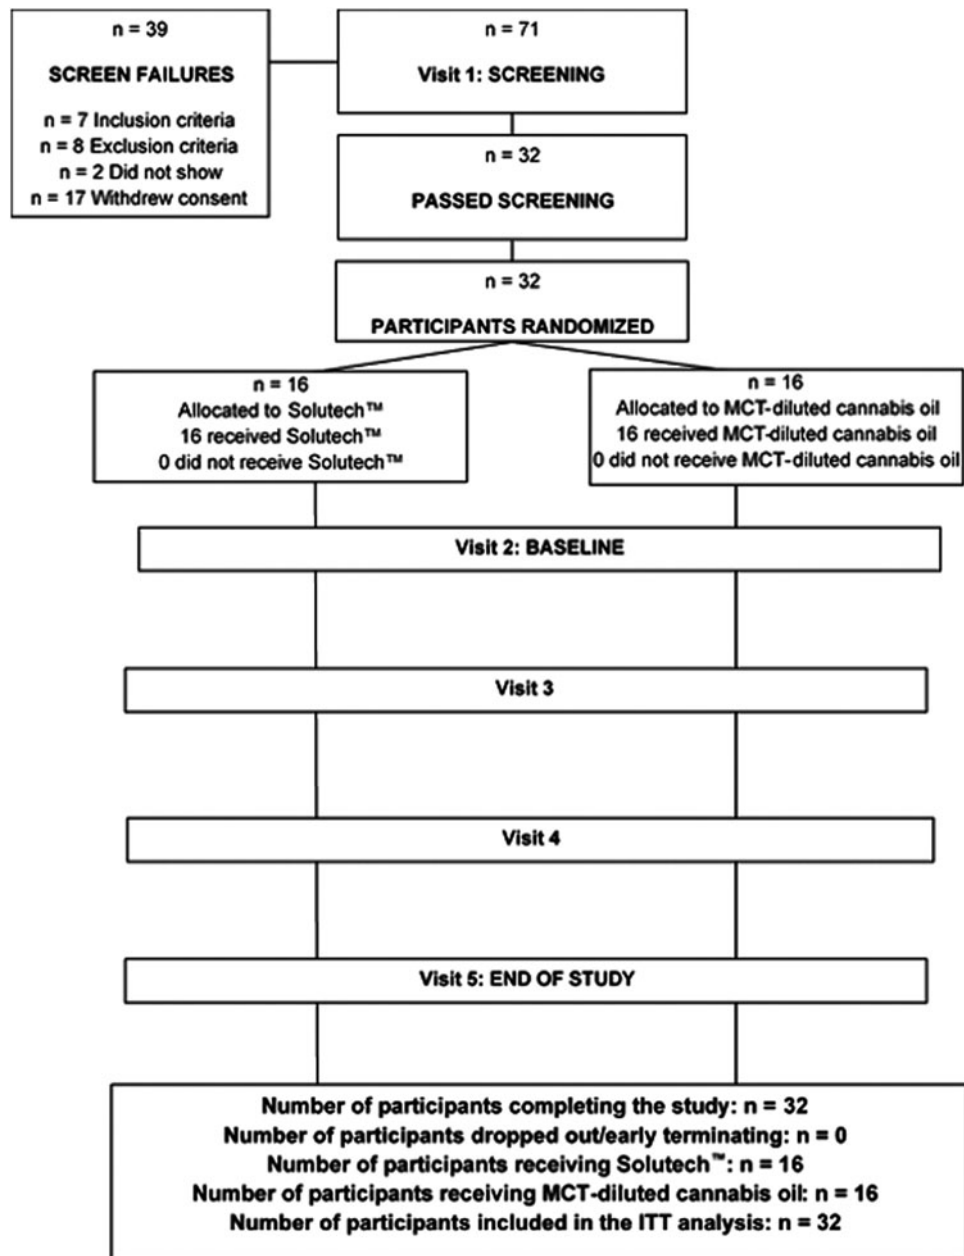 n = 39
SCREEN FAILURES
n = 7 Inclusion criteria
n = 8 Exclusion criteria
n = 2 Did not show
n = 17 Withdrew consent
n = 71
Visit 1: SCREENING
n = 32
PASSED SCREENING
n = 32
PARTICIPANTS RANDOMIZED
n = 16
Allocated to Solutech™
16 received Solutech™
0 did not receive Solutech™
n = 16
Allocated to MCT-diluted cannabis oil
16 received MCT-diluted cannabis oil
0 did not receive MCT-diluted cannabis oil
Visit 2: BASELINE
Visit 3
Visit 4
Visit 5: END OF STUDY
Number of participants completing the study: n = 32
Number of participants dropped out/early terminating: n = 0
Number of participants receiving Solutech™: n = 16
Number of participants receiving MCT-diluted cannabis oil: n = 16
Number of participants included in the ITT analysis: n = 32